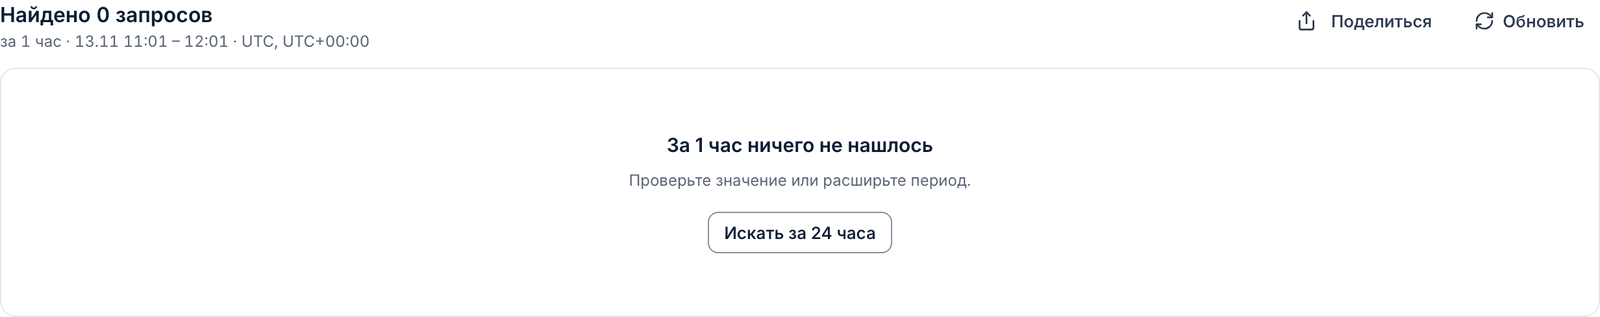 Найдено 0 запросов
Поделиться
Обновить
за 1 час · 13.11 11:01 – 12:01 · UTC, UTC+00:00
За 1 час ничего не нашлось
Проверьте значение или расширьте период.
Искать за 24 часа